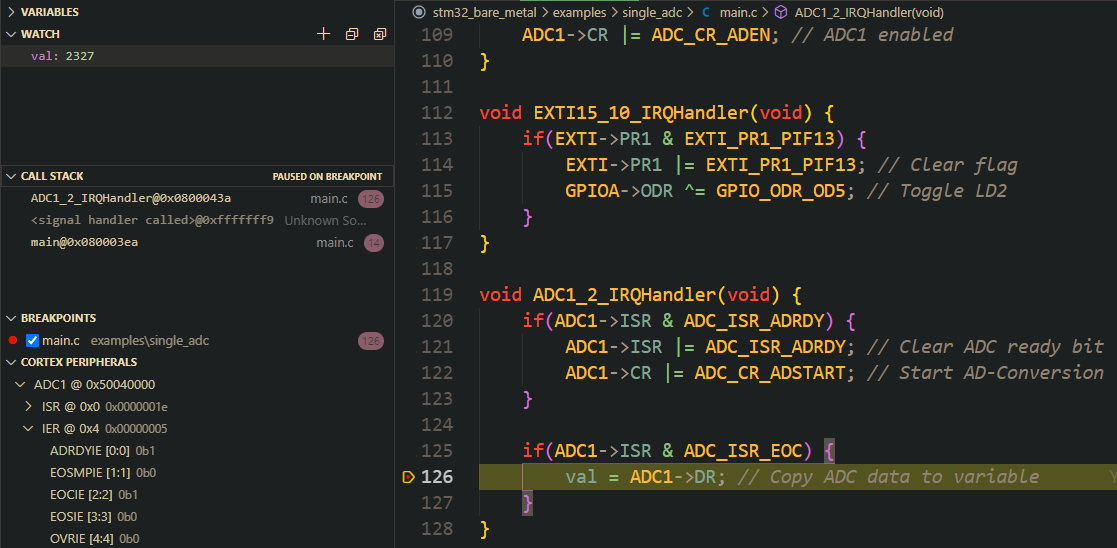 VARIABLES
WATCH
val: 2327
CALL STACK PAUSED ON BREAKPOINT
ADC1_2_IRQHandler@0x0800043a main.c 126
<signal handler called>@0xfffffff9 Unknown So...
main@0x080003ea main.c 14
BREAKPOINTS
main.c examples\single_adc 126
CORTEX PERIPHERALS
ADC1 @ 0x50040000
ISR @ 0x0 0x0000001e
IER @ 0x4 0x00000005
ADRDYIE [0:0] 0b1
EOSMPIE [1:1] 0b0
EOCIE [2:2] 0b1
EOSIE [3:3] 0b0
OVRIE [4:4] 0b0
stm32_bare_metal > examples > single_adc > C main.c > ADC1_2_IRQHandler(void)
109 ADC1->CR |= ADC_CR_ADEN; // ADC1 enabled
110 }
111
112 void EXTI15_10_IRQHandler(void) {
113 if(EXTI->PR1 & EXTI_PR1_PIF13) {
114 EXTI->PR1 |= EXTI_PR1_PIF13; // Clear flag
115 GPIOA->ODR ^= GPIO_ODR_OD5; // Toggle LD2
116 }
117 }
118
119 void ADC1_2_IRQHandler(void) {
120 if(ADC1->ISR & ADC_ISR_ADRDY) {
121 ADC1->ISR |= ADC_ISR_ADRDY; // Clear ADC ready bit
122 ADC1->CR |= ADC_CR_ADSTART; // Start AD-Conversion
123 }
124
125 if(ADC1->ISR & ADC_ISR_EOC) {
126 val = ADC1->DR; // Copy ADC data to variable
127 }
128 }